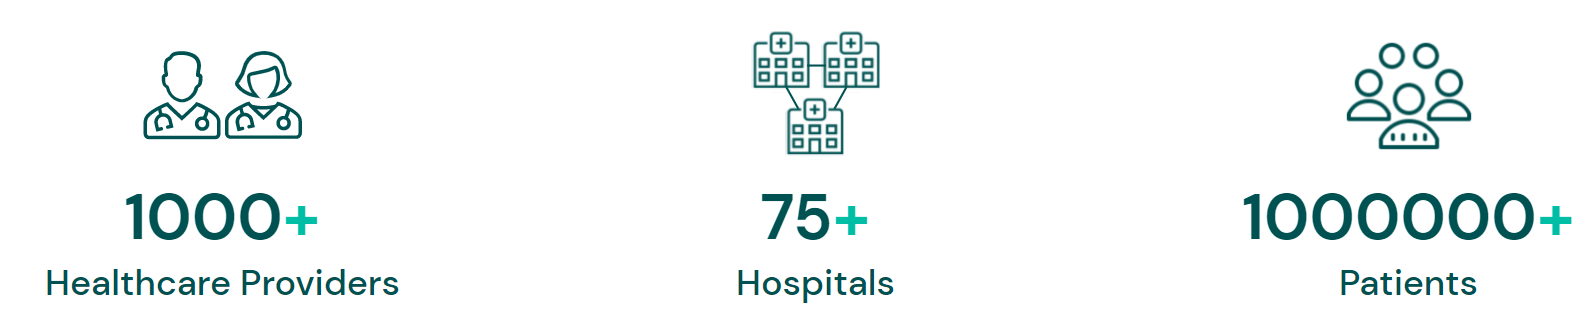 1000+
Healthcare Providers
75+
Hospitals
1000000+
Patients